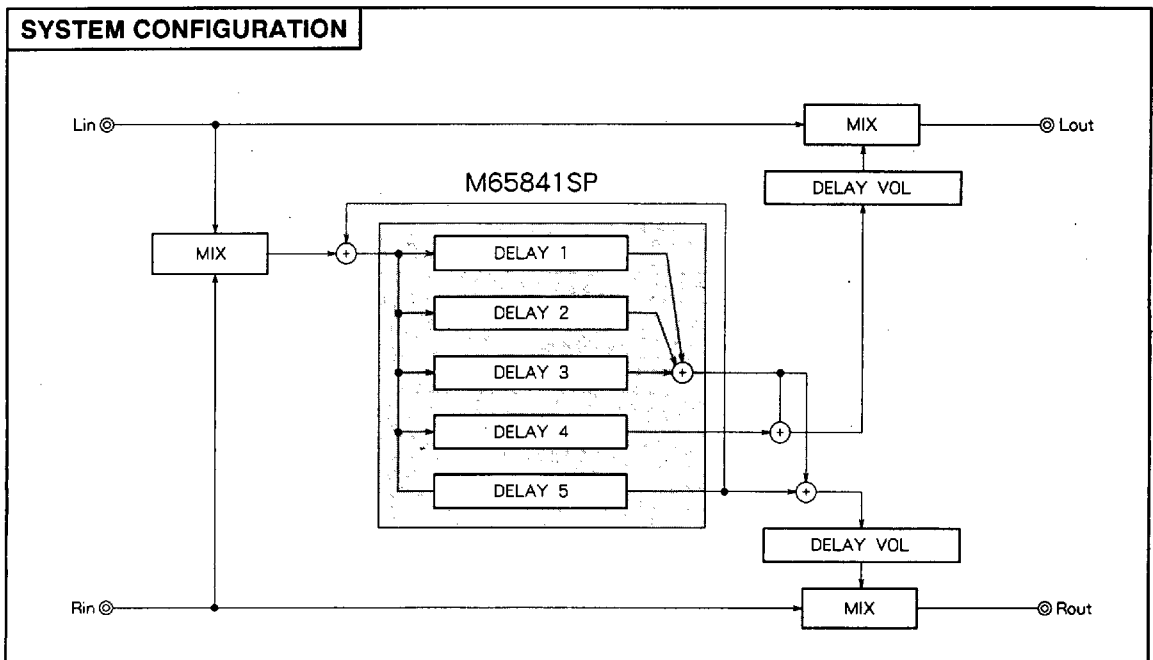 SYSTEM CONFIGURATION
Lin
MIX
Lout
DELAY VOL
M65841SP
MIX
+
DELAY 1
DELAY 2
DELAY 3
+
DELAY 4
+
DELAY 5
+
DELAY VOL
Rin
MIX
Rout